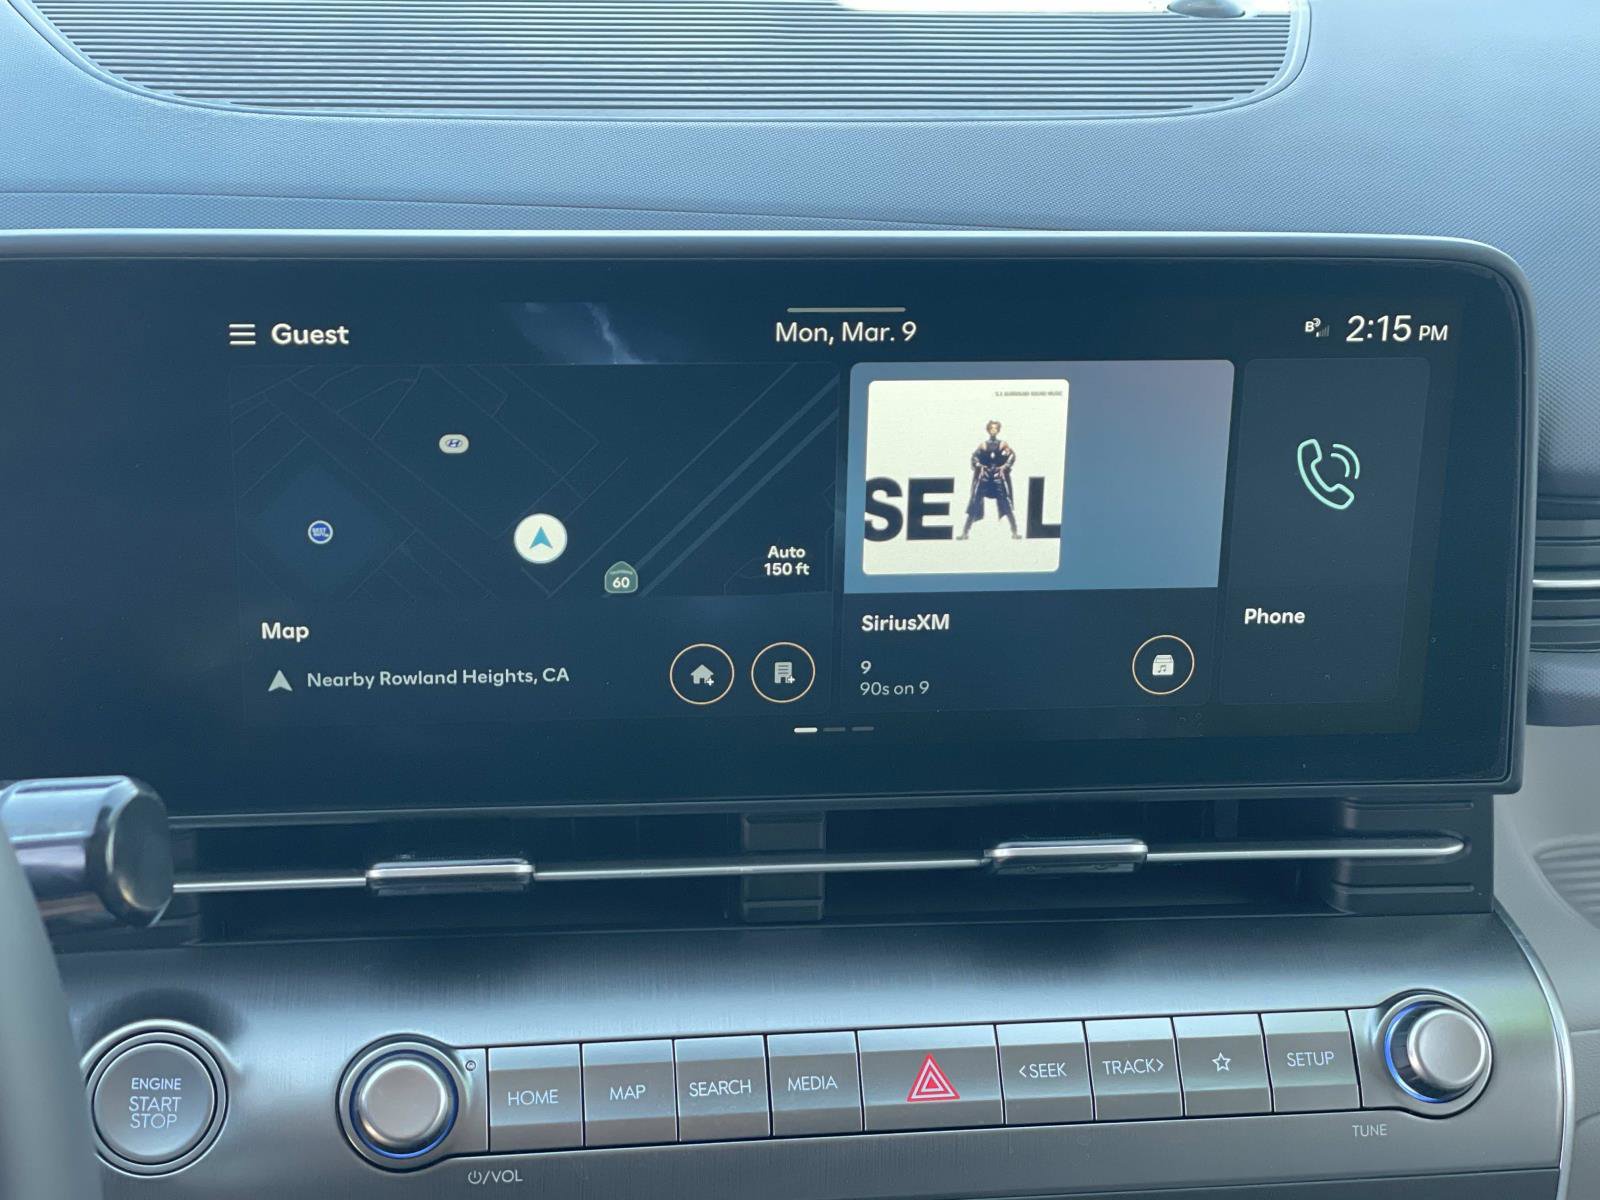 Guest
Mon, Mar. 9
2:15 PM
SEAL
Auto
150 ft
60
Map
Nearby Rowland Heights, CA
SiriusXM
9
90s on 9
Phone
ENGINE
START
STOP
HOME
MAP
SEARCH
MEDIA
<SEEK
TRACK>
SETUP
/VOL
TUNE